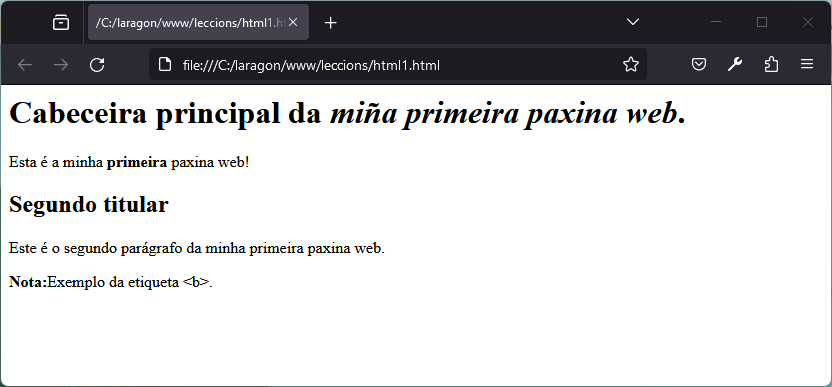 /C:/laragon/www/leccions/html1.h
file:///C:/laragon/www/leccions/html1.html
Cabeceira principal da miña primeira paxina web.
Esta é a minha primeira paxina web!
Segundo titular
Este é o segundo parágrafo da minha primeira paxina web.
Nota:Exemplo da etiqueta <b>.